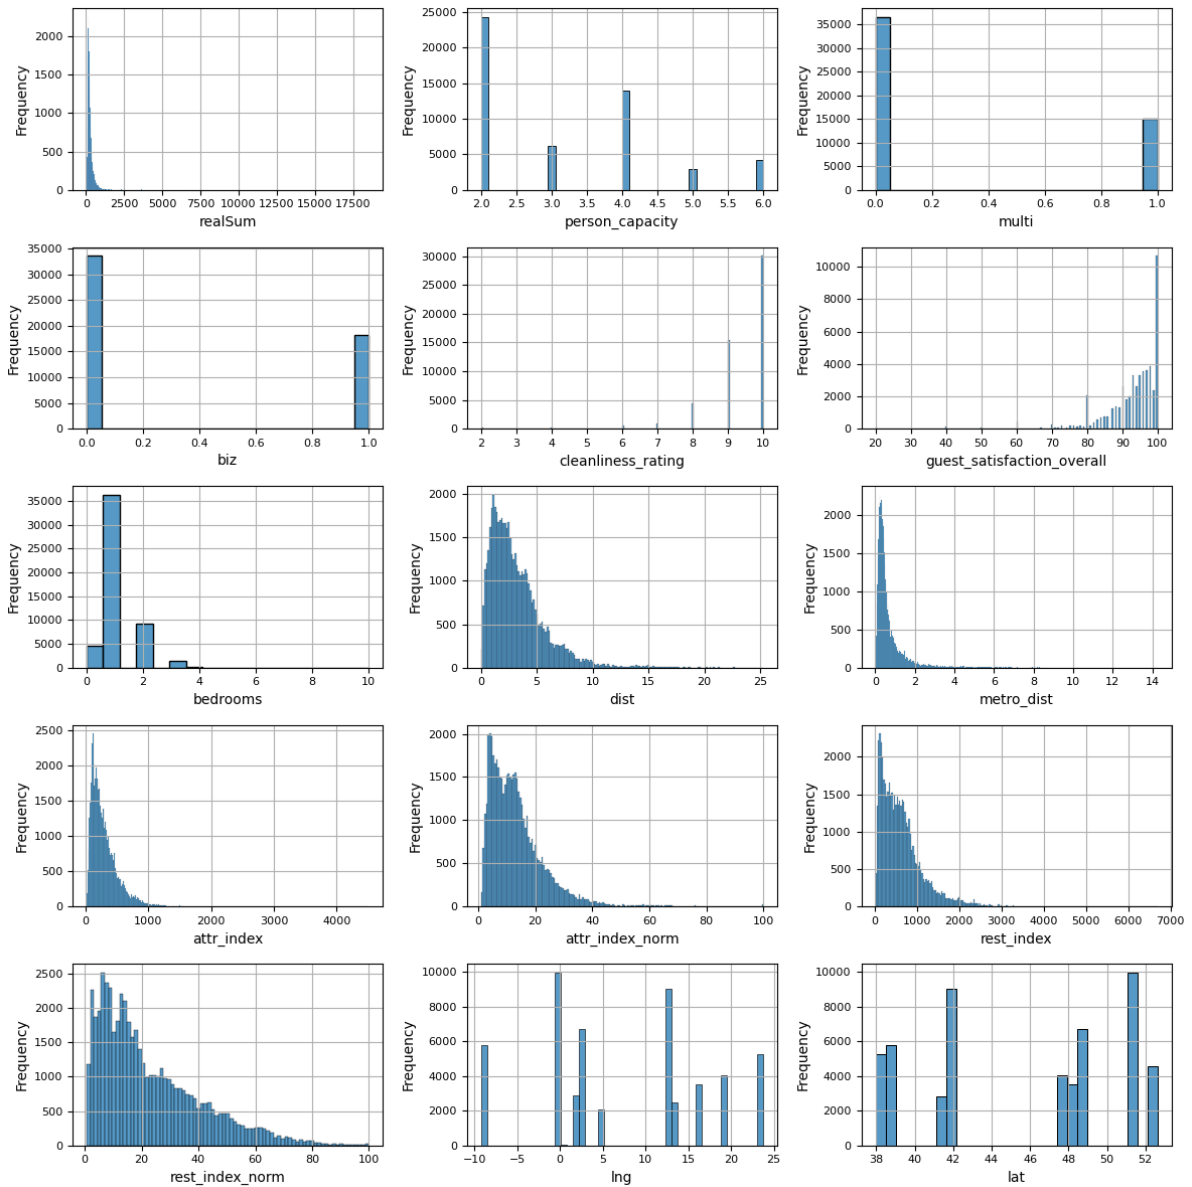 2000
1500
1000
500
0
Frequency
0 2500 5000 7500 10000 12500 15000 17500
realSum
25000
20000
15000
10000
5000
0
Frequency
2.0 2.5 3.0 3.5 4.0 4.5 5.0 5.5 6.0
person_capacity
35000
30000
25000
20000
15000
10000
5000
0
Frequency
0.0 0.2 0.4 0.6 0.8 1.0
multi
35000
30000
25000
20000
15000
10000
5000
0
Frequency
0.0 0.2 0.4 0.6 0.8 1.0
biz
30000
25000
20000
15000
10000
5000
0
Frequency
2 3 4 5 6 7 8 9 10
cleanliness_rating
10000
8000
6000
4000
2000
0
Frequency
20 30 40 50 60 70 80 90 100
guest_satisfaction_overall
35000
30000
25000
20000
15000
10000
5000
0
Frequency
0 2 4 6 8 10
bedrooms
2000
1500
1000
500
0
Frequency
0 5 10 15 20 25
dist
2000
1500
1000
500
0
Frequency
0 2 4 6 8 10 12 14
metro_dist
2500
2000
1500
1000
500
0
Frequency
0 1000 2000 3000 4000
attr_index
2000
1500
1000
500
0
Frequency
0 20 40 60 80 100
attr_index_norm
2000
1500
1000
500
0
Frequency
0 1000 2000 3000 4000 5000 6000 7000
rest_index
2500
2000
1500
1000
500
0
Frequency
0 20 40 60 80 100
rest_index_norm
10000
8000
6000
4000
2000
0
Frequency
−10 −5 0 5 10 15 20 25
lng
10000
8000
6000
4000
2000
0
Frequency
38 40 42 44 46 48 50 52
lat